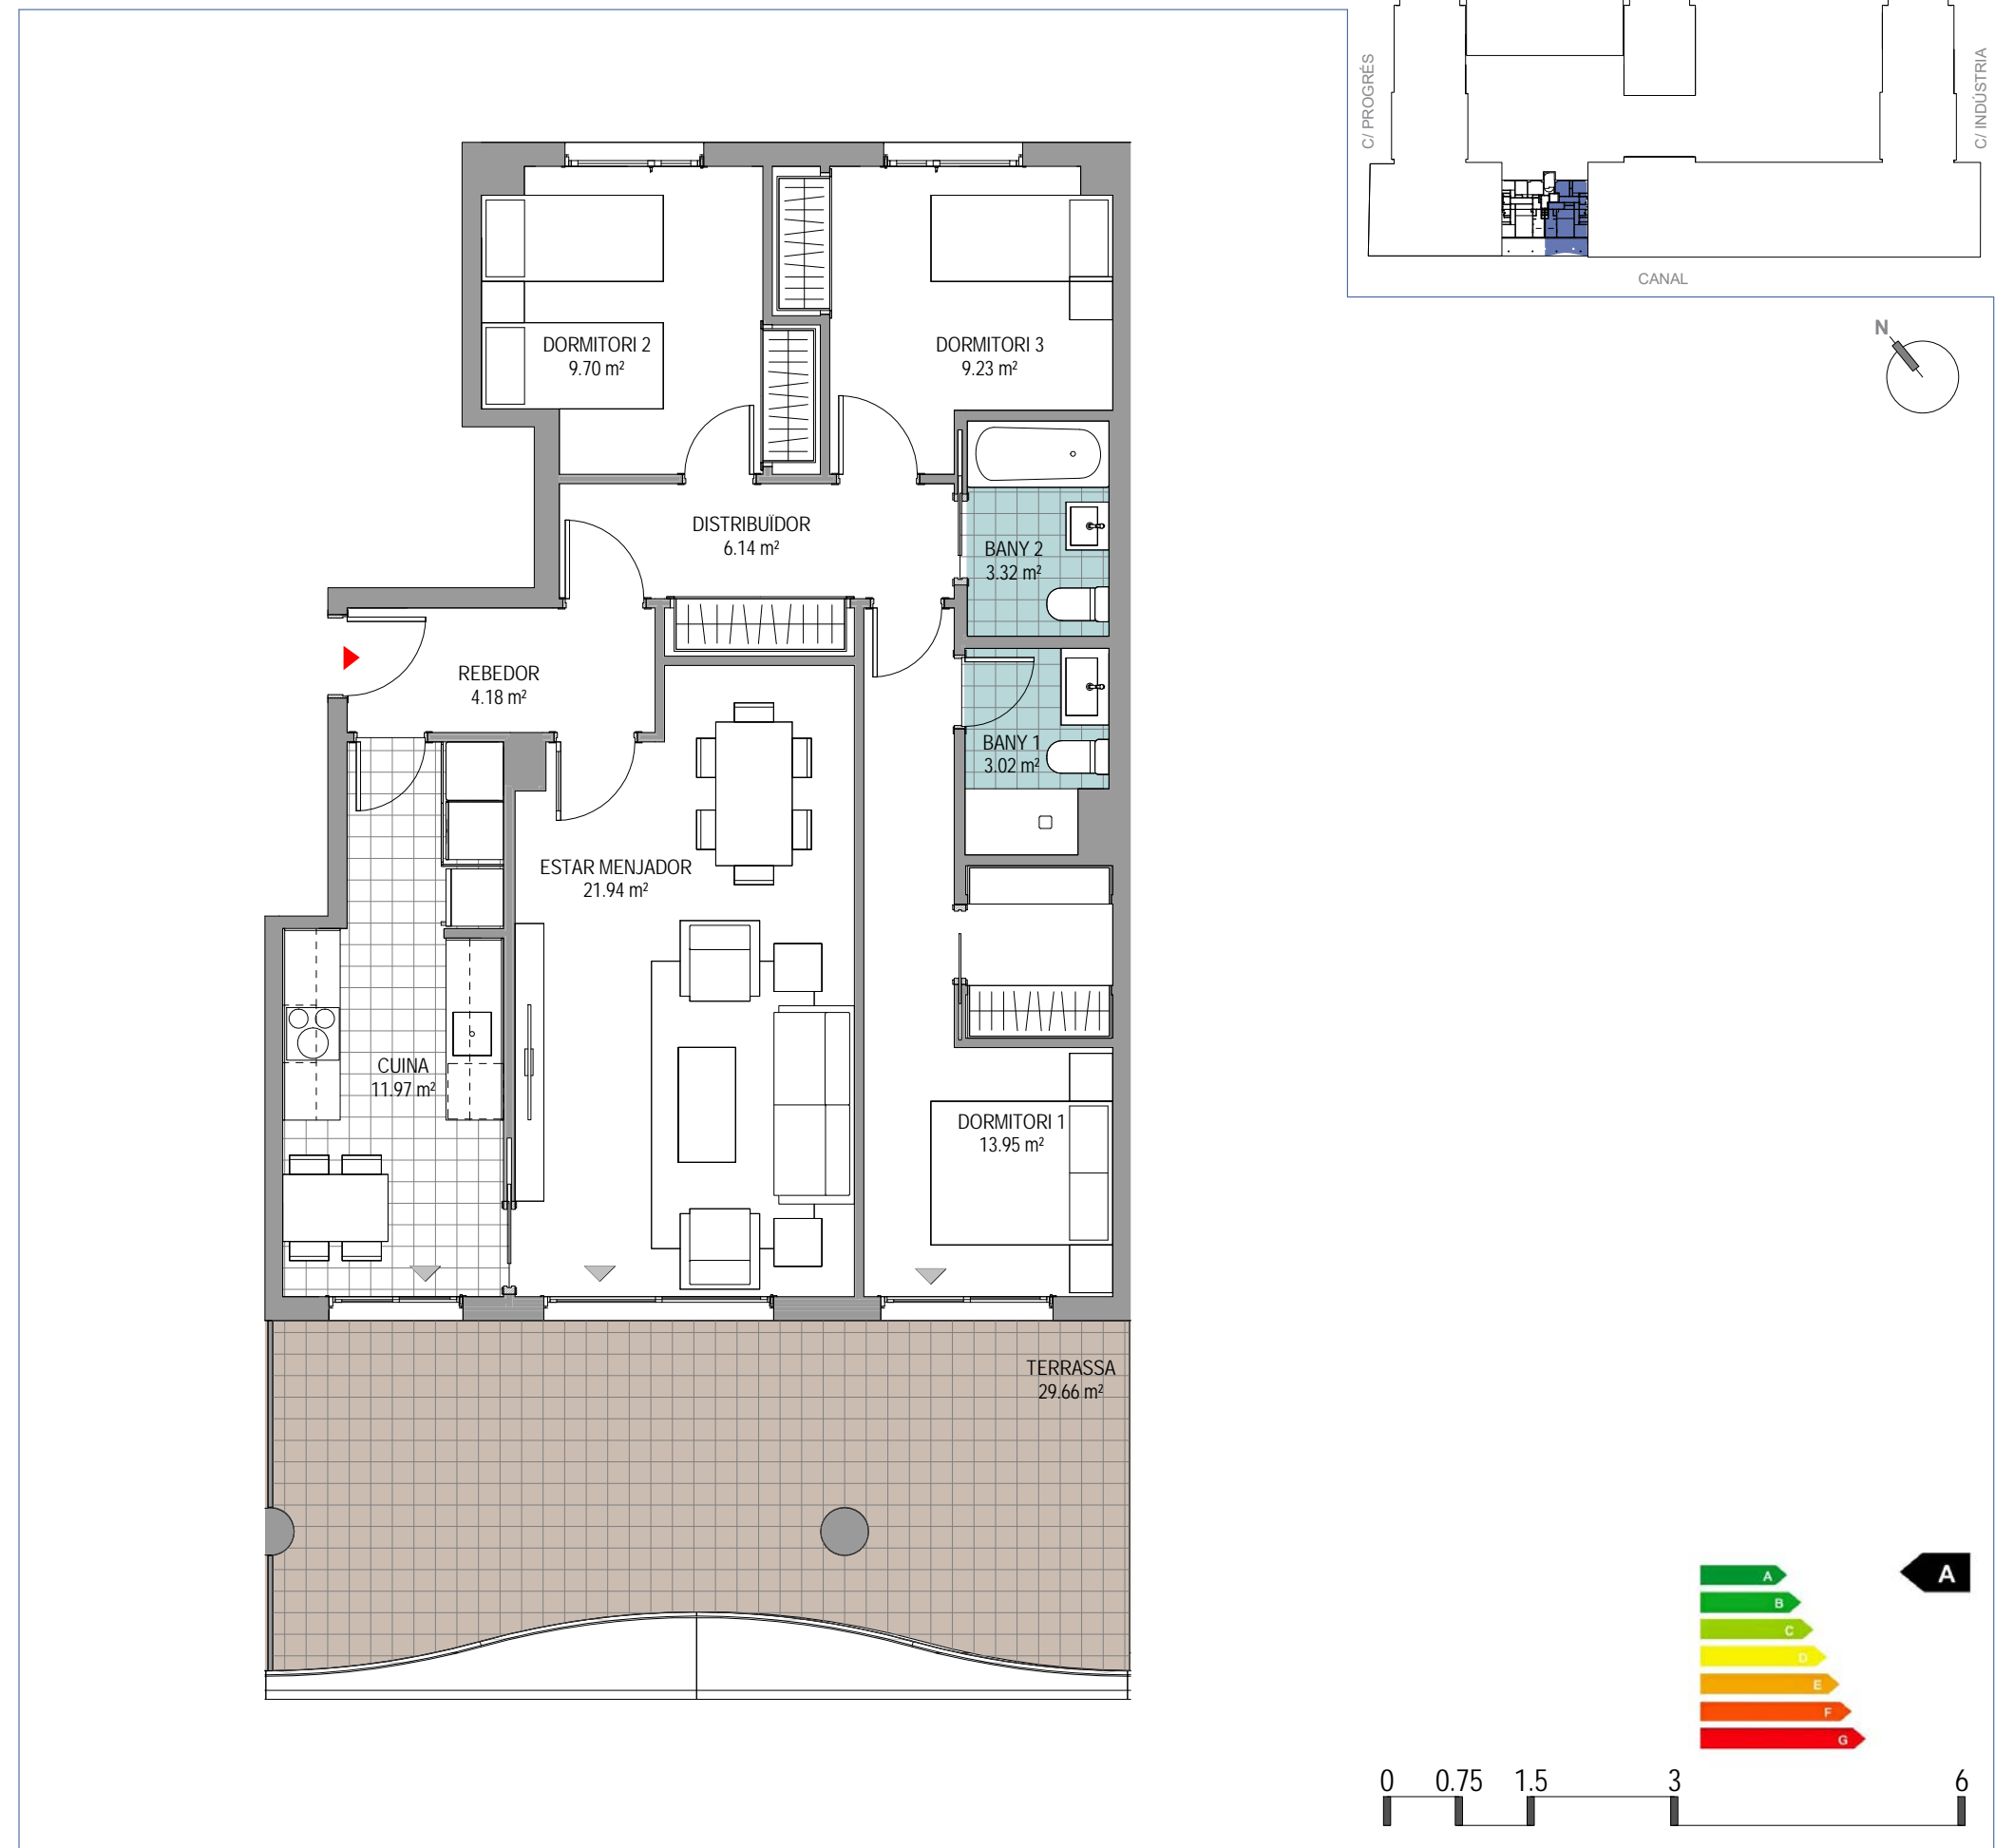 C/ PROGRÉS
C/ INDÚSTRIA
CANAL
N
DORMITORI 2
9.70 m²
DORMITORI 3
9.23 m²
DISTRIBUÏDOR
6.14 m²
BANY 2
3.32 m²
REBEDOR
4.18 m²
BANY 1
3.02 m²
ESTAR MENJADOR
21.94 m²
CUINA
11.97 m²
DORMITORI 1
13.95 m²
TERRASSA
29.66 m²
A
A
B
C
D
E
F
G
0 0.75 1.5 3 6